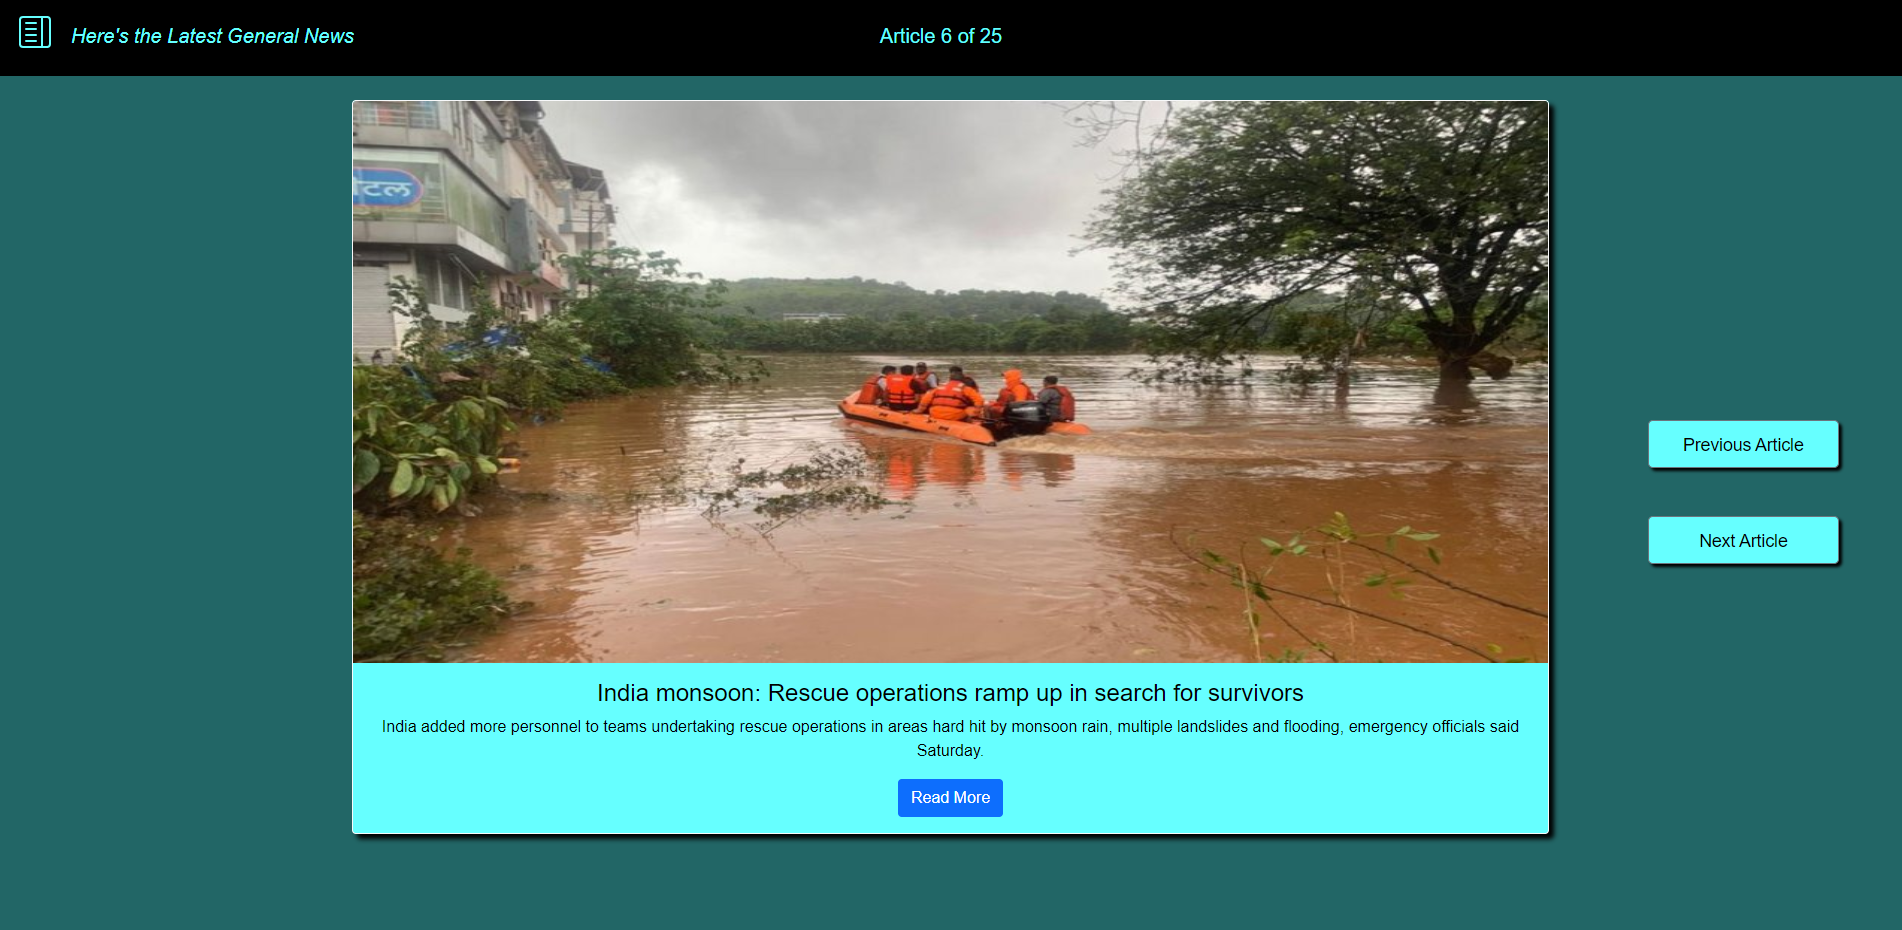 Here's the Latest General News
Article 6 of 25
Previous Article
Next Article
India monsoon: Rescue operations ramp up in search for survivors
India added more personnel to teams undertaking rescue operations in areas hard hit by monsoon rain, multiple landslides and flooding, emergency officials said
Saturday.
Read More